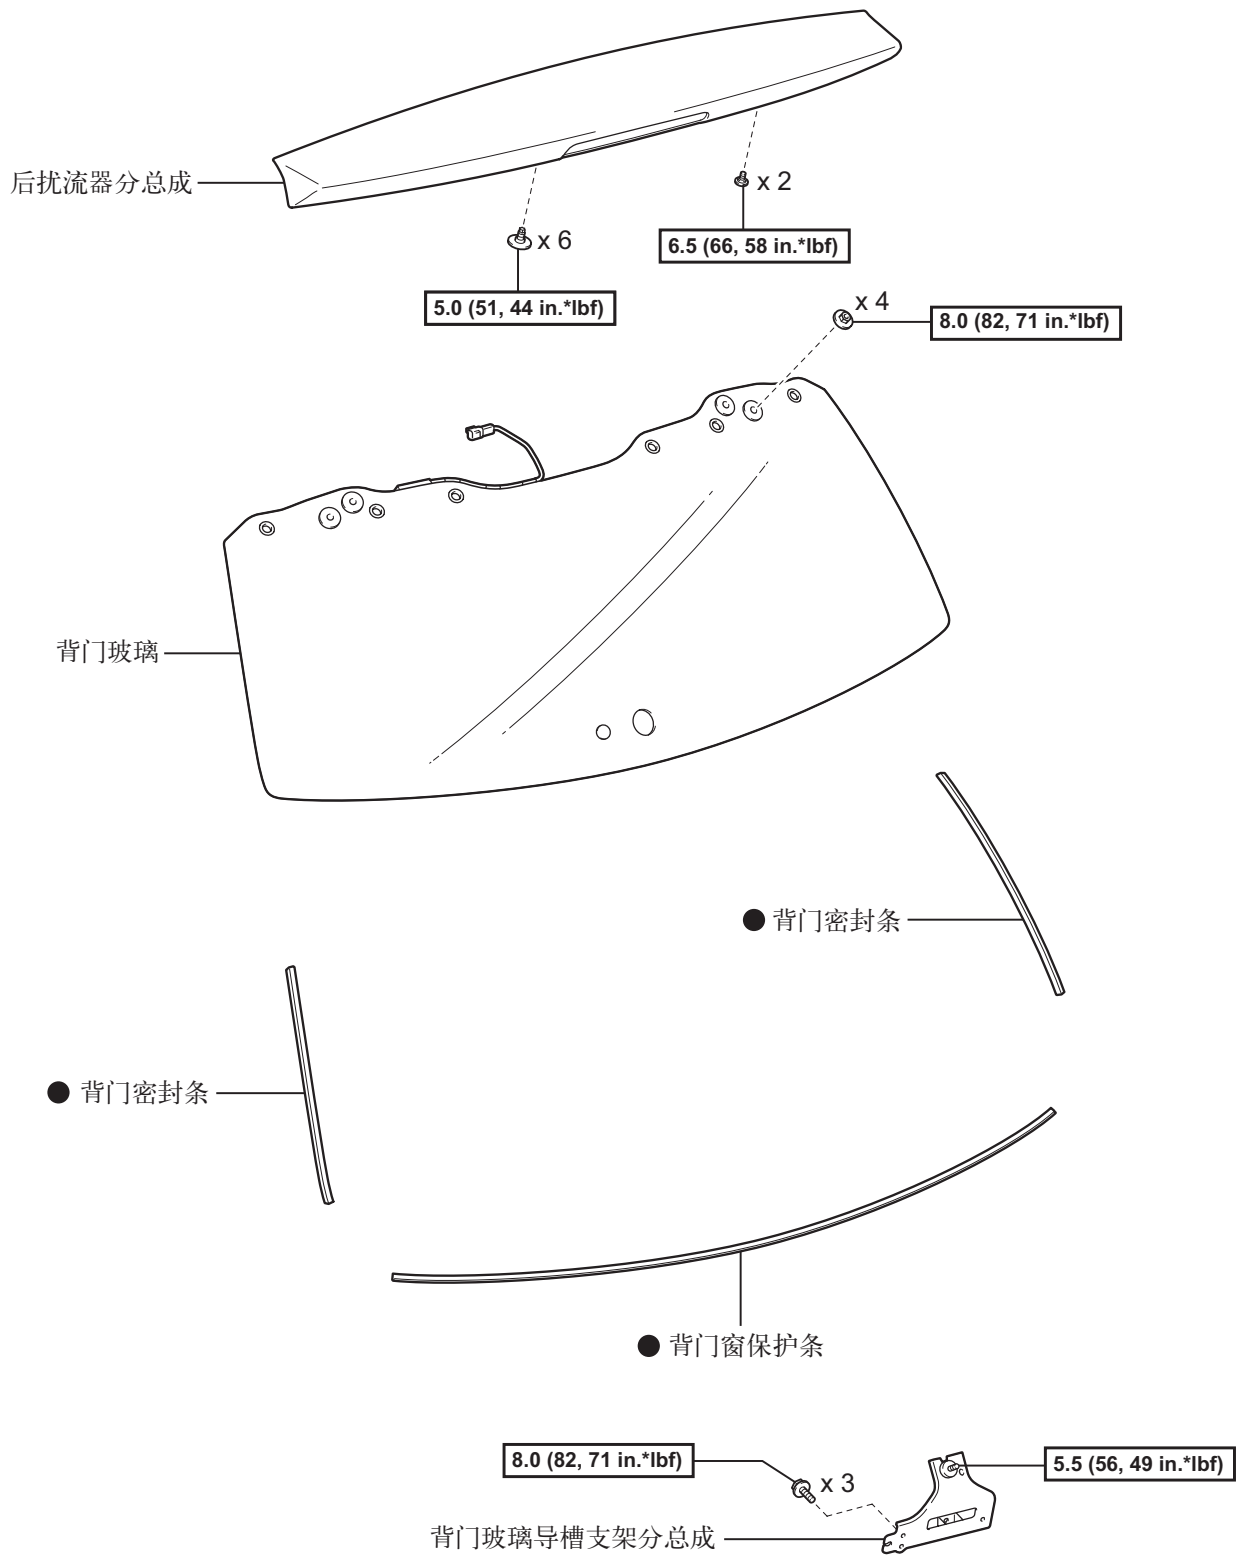 后扰流器分总成
x 2
x 6
6.5 (66, 58 in.*lbf)
5.0 (51, 44 in.*lbf)
x 4
8.0 (82, 71 in.*lbf)
背门玻璃
背门密封条
背门密封条
背门窗保护条
8.0 (82, 71 in.*lbf)
x 3
5.5 (56, 49 in.*lbf)
背门玻璃导槽支架分总成